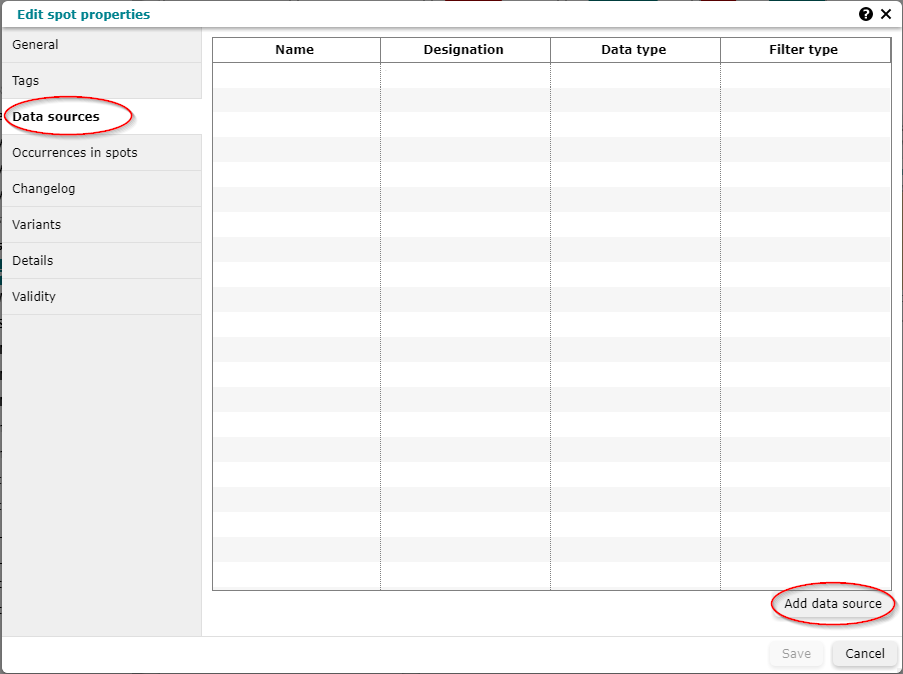 Edit spot properties
General
Tags
Data sources
Occurrences in spots
Changelog
Variants
Details
Validity
Name Designation Data type Filter type
Add data source
Save Cancel